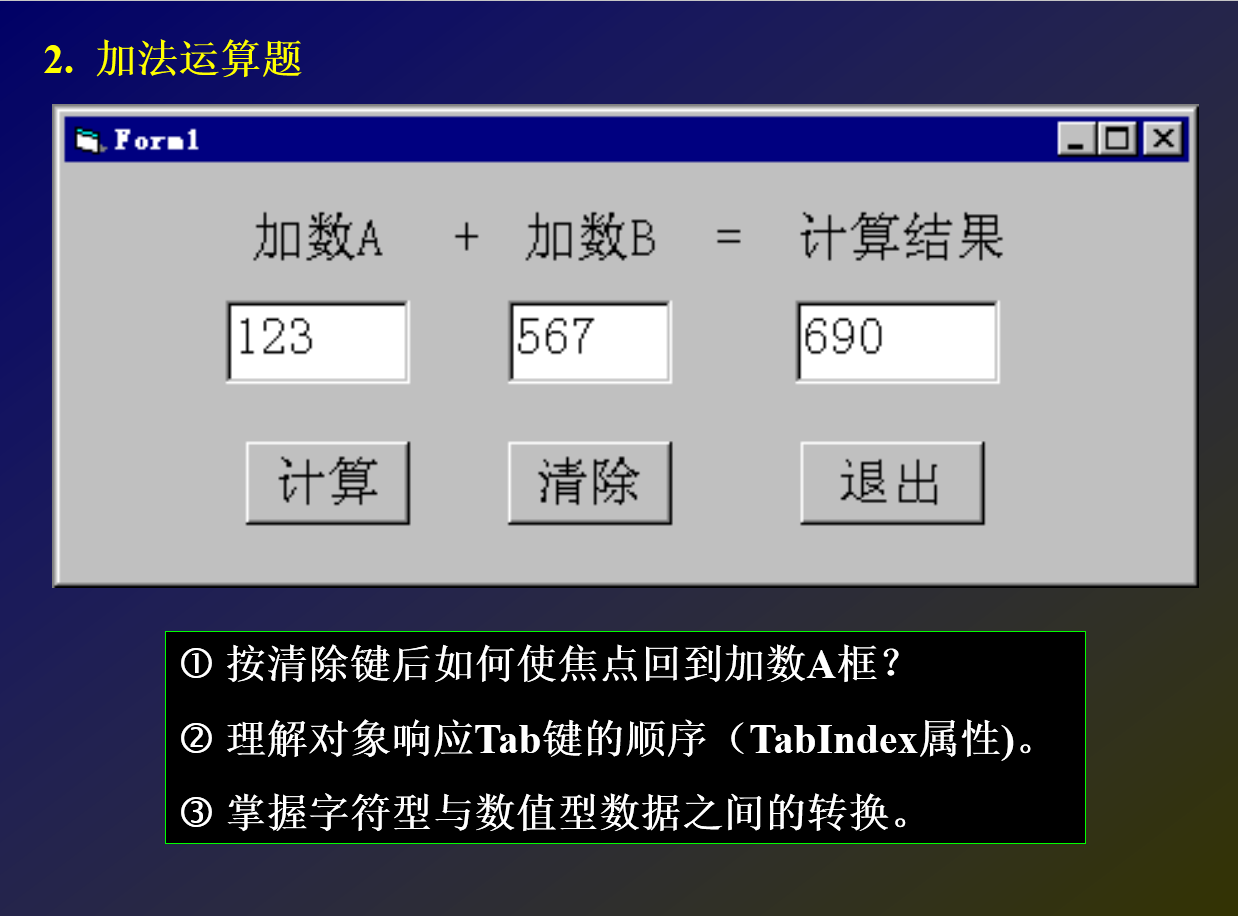 2. 加法运算题
Form1
加数A + 加数B = 计算结果
123 567 690
计算 清除 退出
① 按清除键后如何使焦点回到加数A框？
② 理解对象响应Tab键的顺序（TabIndex属性)。
③ 掌握字符型与数值型数据之间的转换。